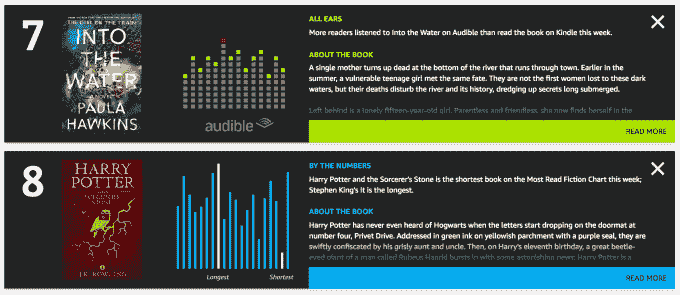 7
THE GIRL ON THE TRAIN
INTO
THE
WATER
PAULA
HAWKINS
audible
ALL EARS
More readers listened to Into the Water on Audible than read the book on Kindle this week.
ABOUT THE BOOK
A single mother turns up dead at the bottom of the river that runs through town. Earlier in the
summer, a vulnerable teenage girl met the same fate. They are not the first women lost to these dark
waters, but their deaths disturb the river and its history, dredging up secrets long submerged.
Left behind is a lonely fifteen-year-old girl. Parentless and friendless, she now finds herself in the
READ MORE
8
HARRY
POTTER
J.K. ROWLING
Longest
Shortest
BY THE NUMBERS
Harry Potter and the Sorcerer's Stone is the shortest book on the Most Read Fiction Chart this week;
Stephen King's It is the longest.
ABOUT THE BOOK
Harry Potter has never even heard of Hogwarts when the letters start dropping on the doormat at
number four, Privet Drive. Addressed in green ink on yellowish parchment with a purple seal, they are
swiftly confiscated by his grisly aunt and uncle. Then, on Harry's eleventh birthday, a great beetle-
eyed giant of a man called Rubeus Hagrid bursts in with some astonishing news: Harry Potter is a
READ MORE